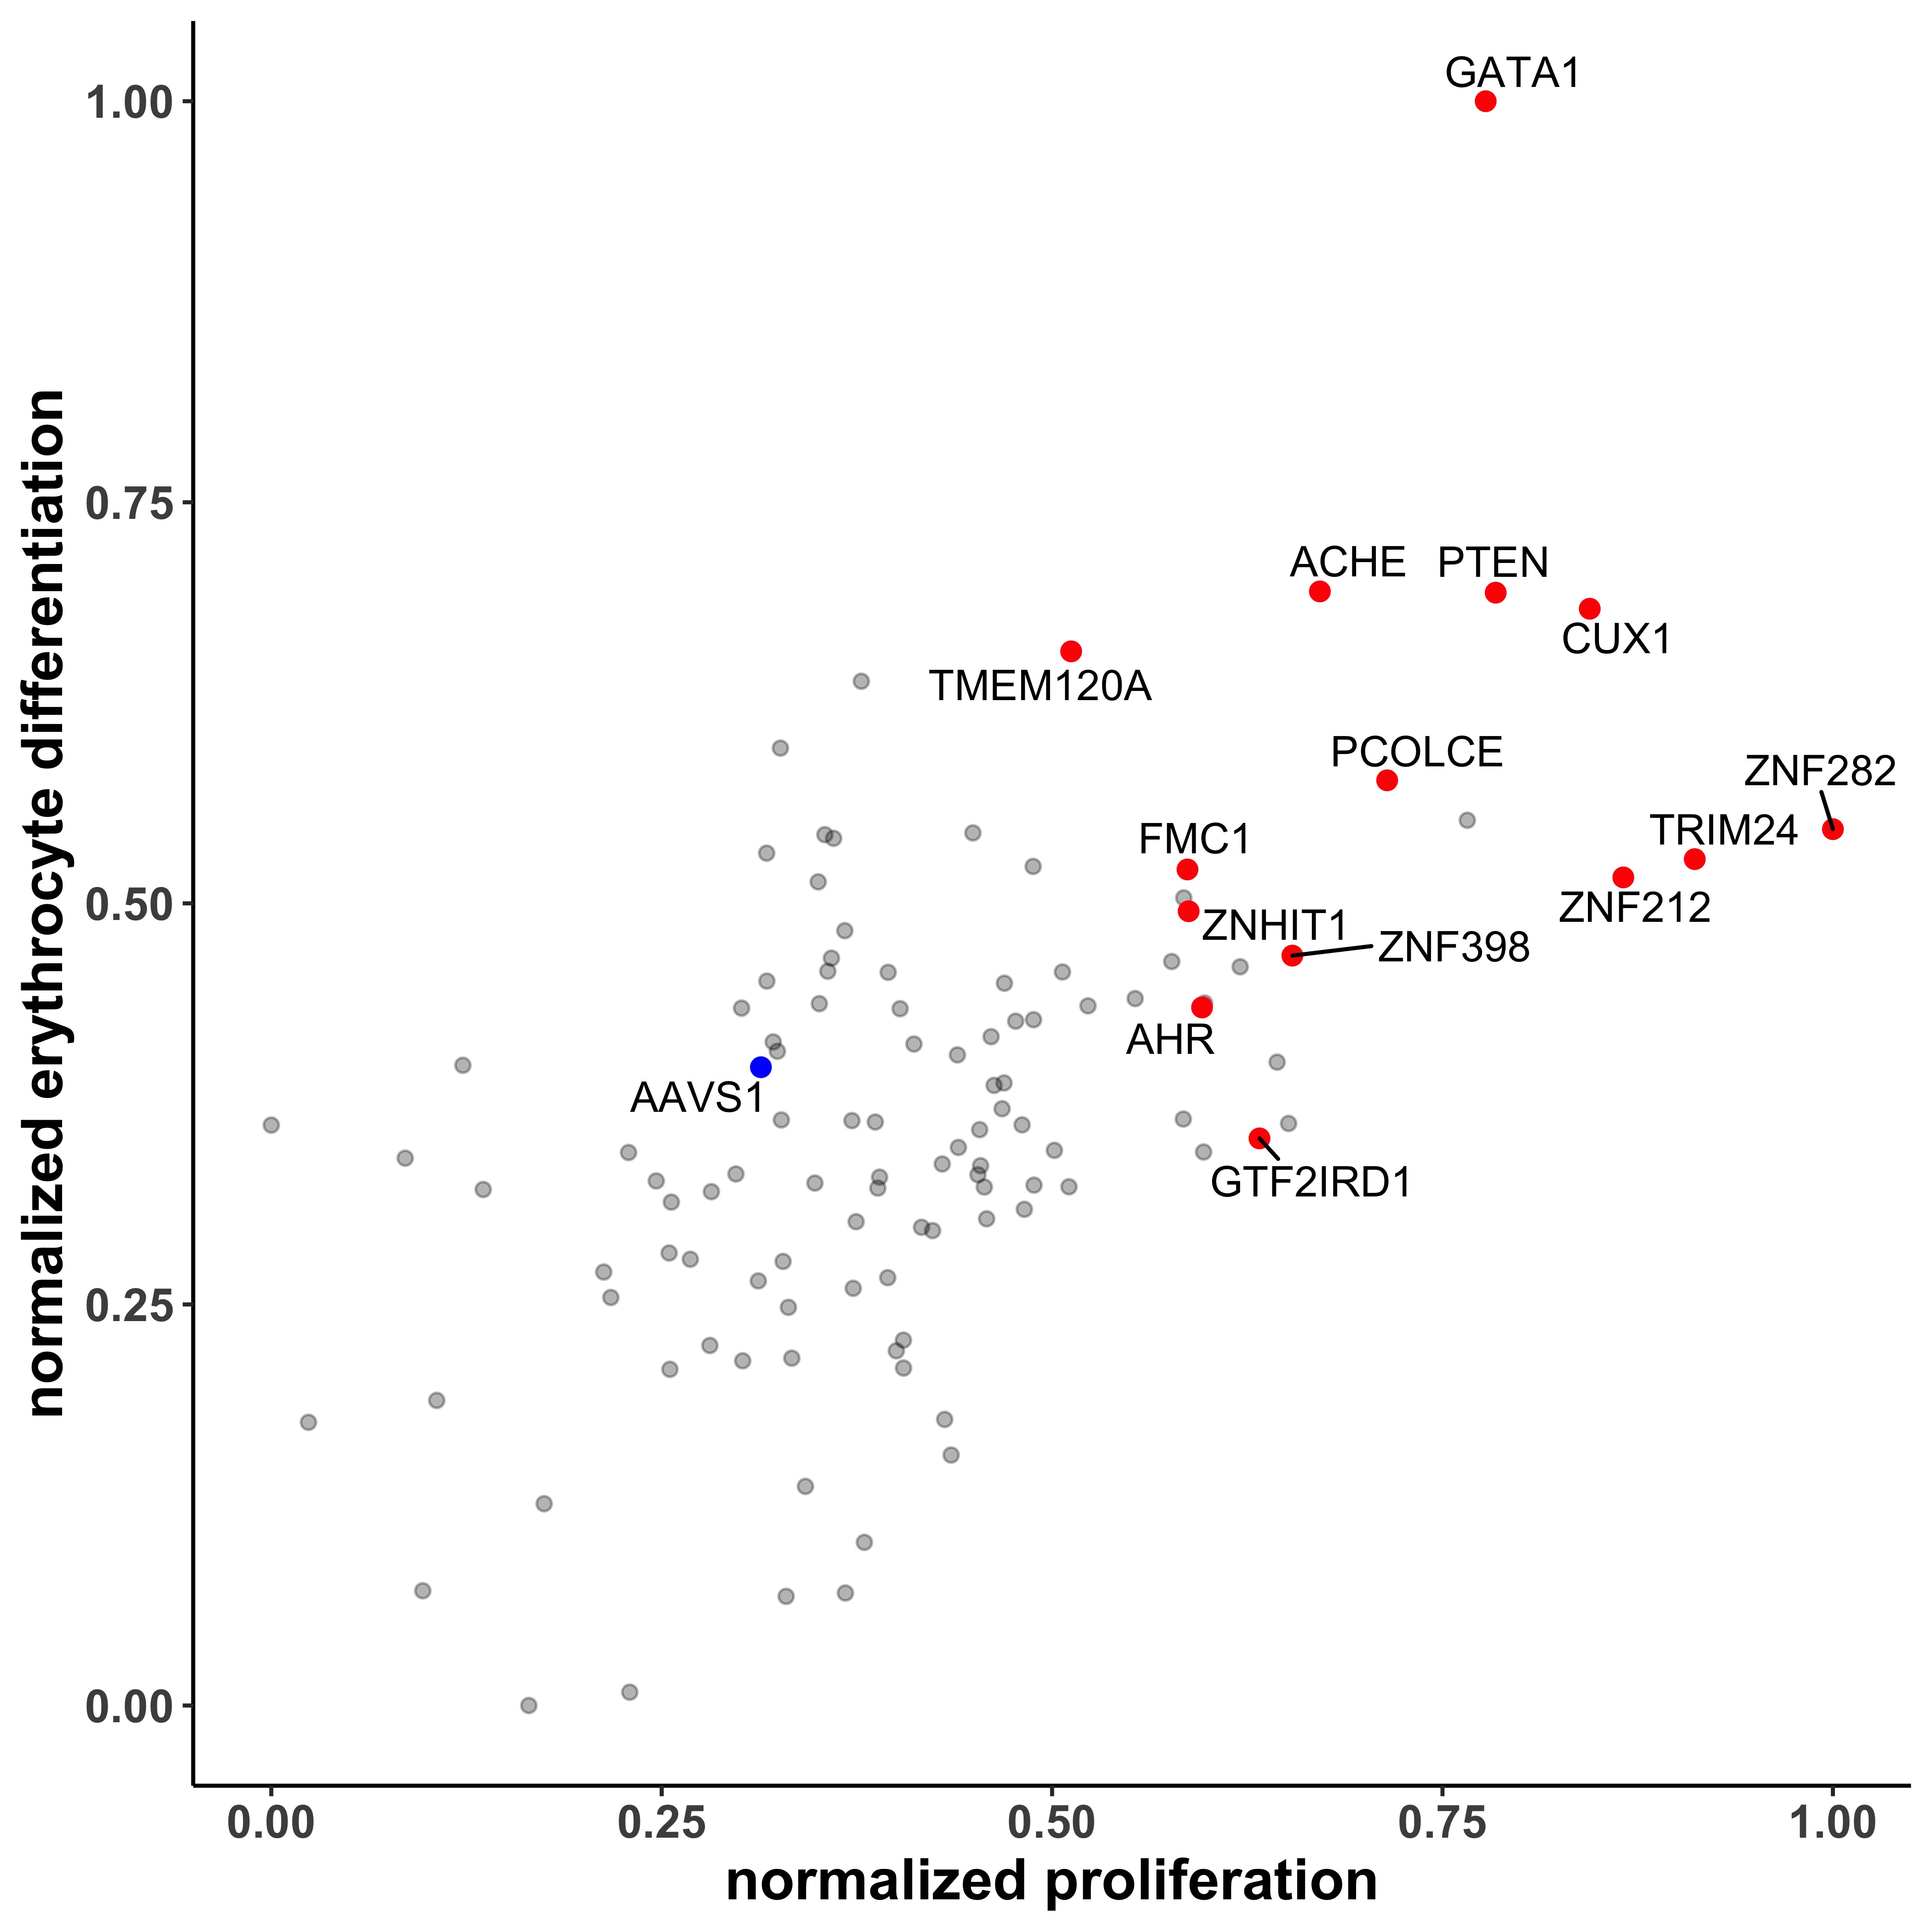 GATA1
1.00
0.75
ACHE
PTEN
CUX1
TMEM120A
PCOLCE
ZNF282
FMC1
TRIM24
0.50
ZNF212
ZNHIT1
ZNF398
AHR
AAVS1
GTF2IRD1
0.25
0.00
normalized erythrocyte differentiation
0.00
0.25
0.50
0.75
1.00
normalized proliferation